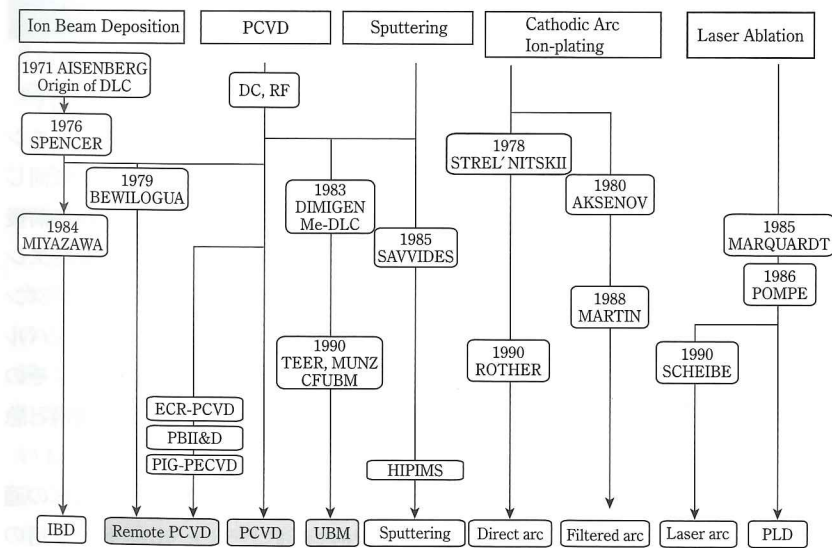 Ion Beam Deposition
PCVD
Sputtering
Cathodic Arc
Ion-plating
Laser Ablation
1971 AISENBERG
Origin of DLC
DC, RF
1976
SPENCER
1978
STREL´NITSKII
1979
BEWILOGUA
1983
DIMIGEN
Me-DLC
1980
AKSENOV
1984
MIYAZAWA
1985
SAVVIDES
1985
MARQUARDT
1986
POMPE
1988
MARTIN
1990
TEER, MUNZ
CFUBM
1990
ROTHER
1990
SCHEIBE
ECR-PCVD
PBII&D
PIG-PECVD
HIPIMS
IBD
Remote PCVD
PCVD
UBM
Sputtering
Direct arc
Filtered arc
Laser arc
PLD